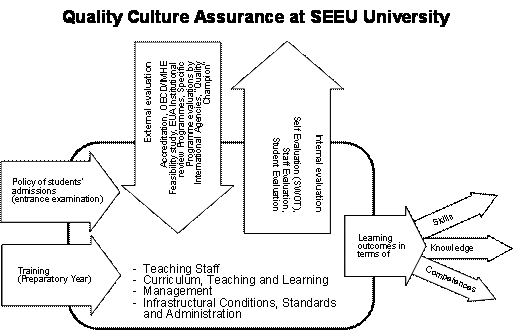 Quality Culture Assurance at SEEU University
External evaluation
Accreditation, OECD/IMHE
Feasibility study, EUA Institutional
review Programmes, Specific
Programme evaluations by
International Agencies, "Quality
Champion"
Internal evaluation
Self Evaluation (SWOT),
Staff Evaluation,
Student Evaluation
Policy of students'
admissions
(entrance examination)
Training
(Preparatory Year)
- Teaching Staff
- Curriculum, Teaching and Learning
- Management
- Infrastructural Conditions, Standards
and Administration
Learning
outcomes in
terms of
Skills
Knowledge
Competences